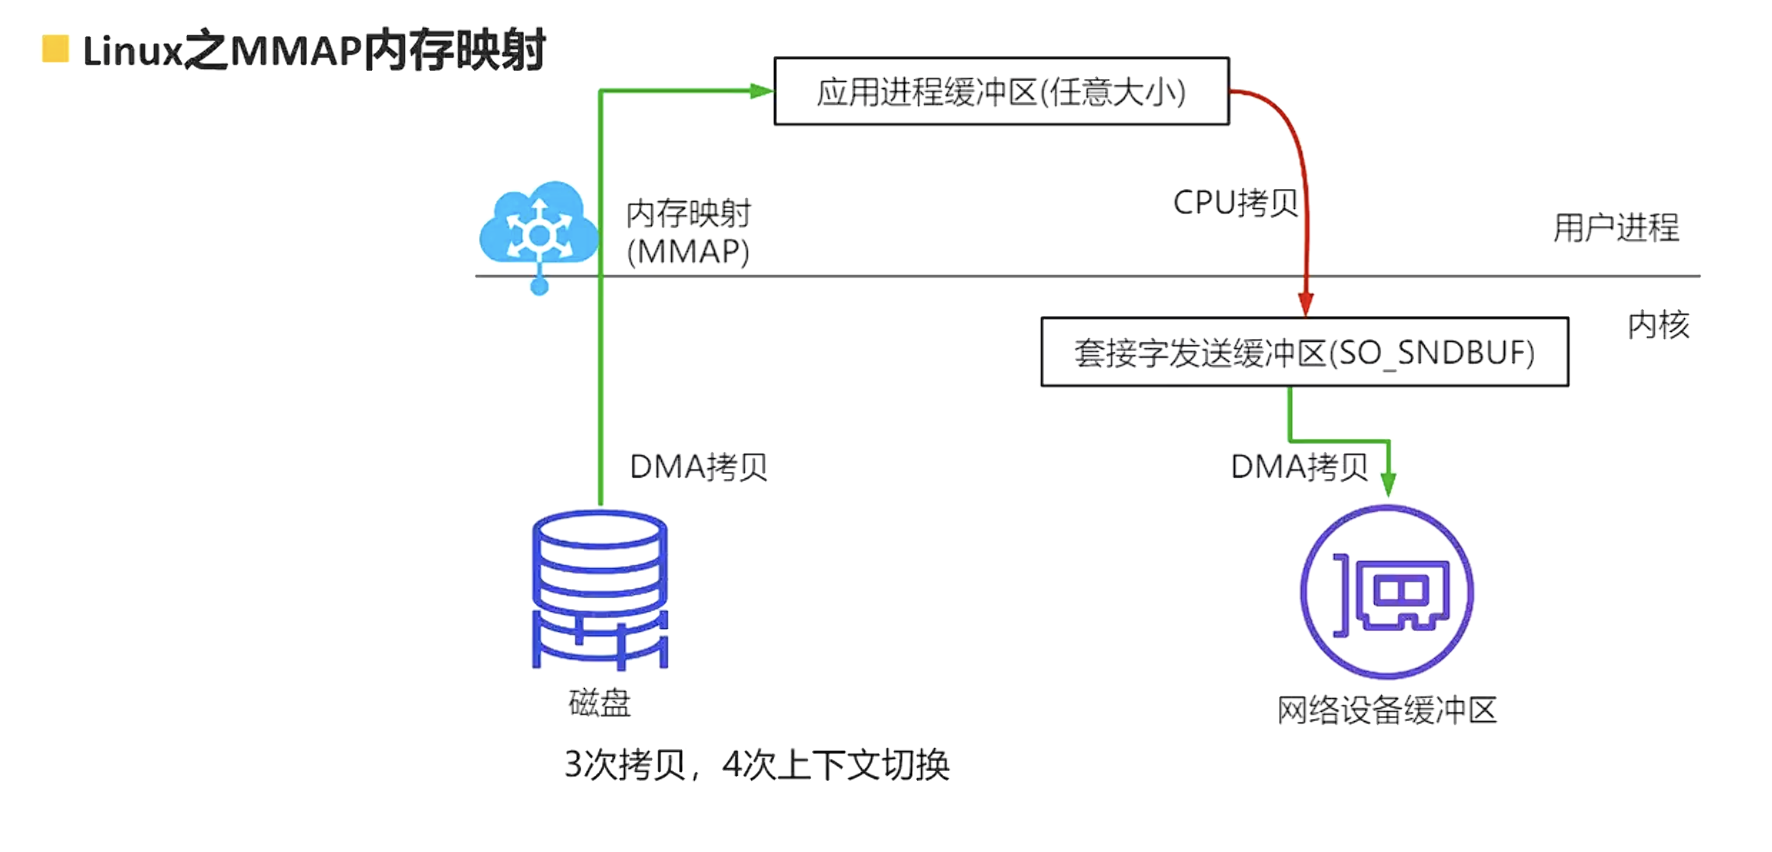 Linux之MMAP内存映射
应用进程缓冲区(任意大小)
内存映射
(MMAP)
CPU拷贝
用户进程
内核
套接字发送缓冲区(SO_SNDBUF)
DMA拷贝
DMA拷贝
磁盘
网络设备缓冲区
3次拷贝，4次上下文切换